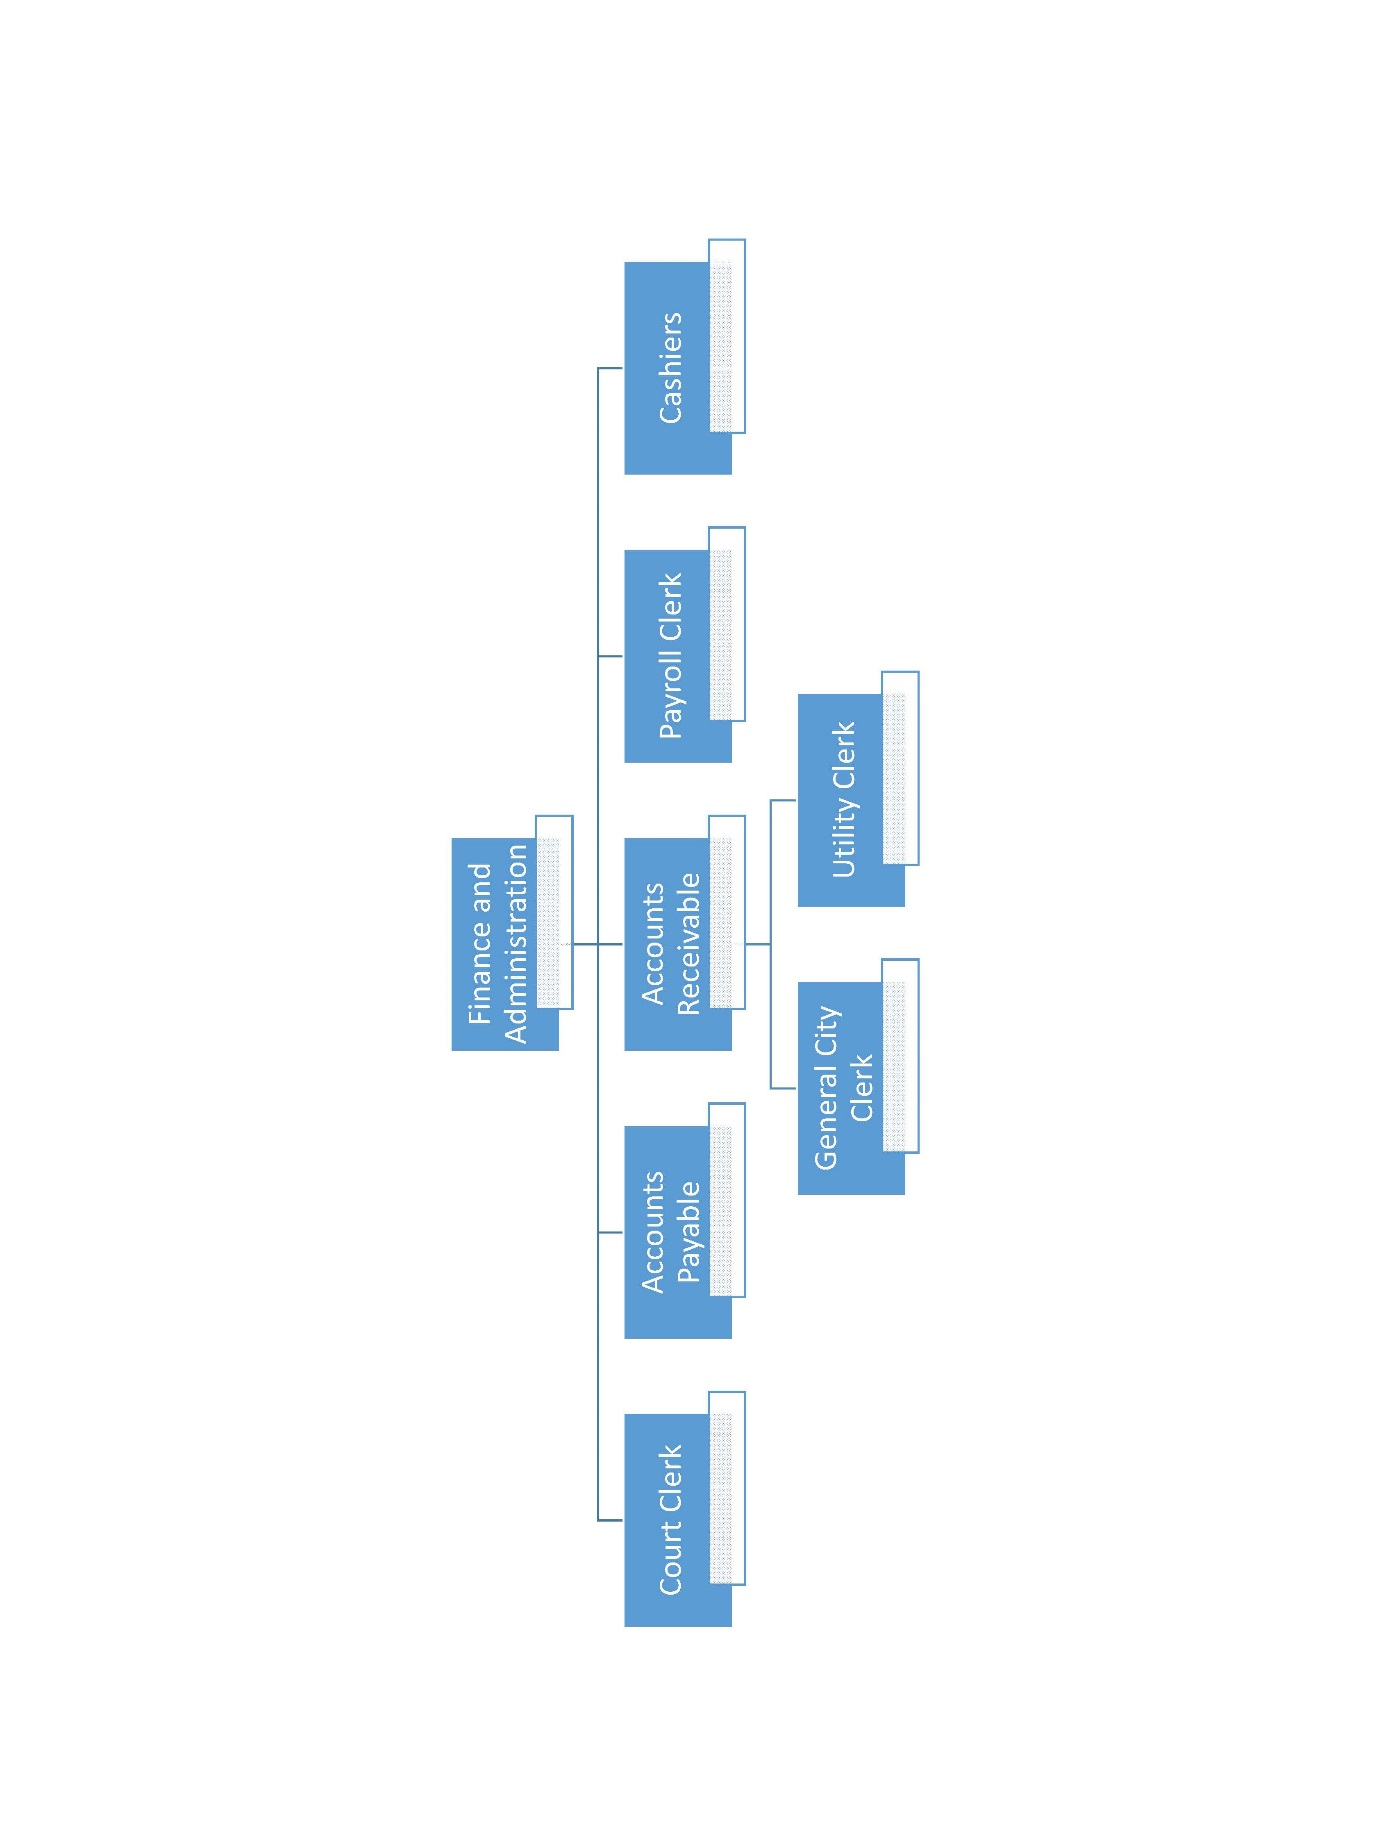 Finance and
Administration
Court Clerk
Accounts
Payable
Accounts
Receivable
Payroll Clerk
Cashiers
General City
Clerk
Utility Clerk